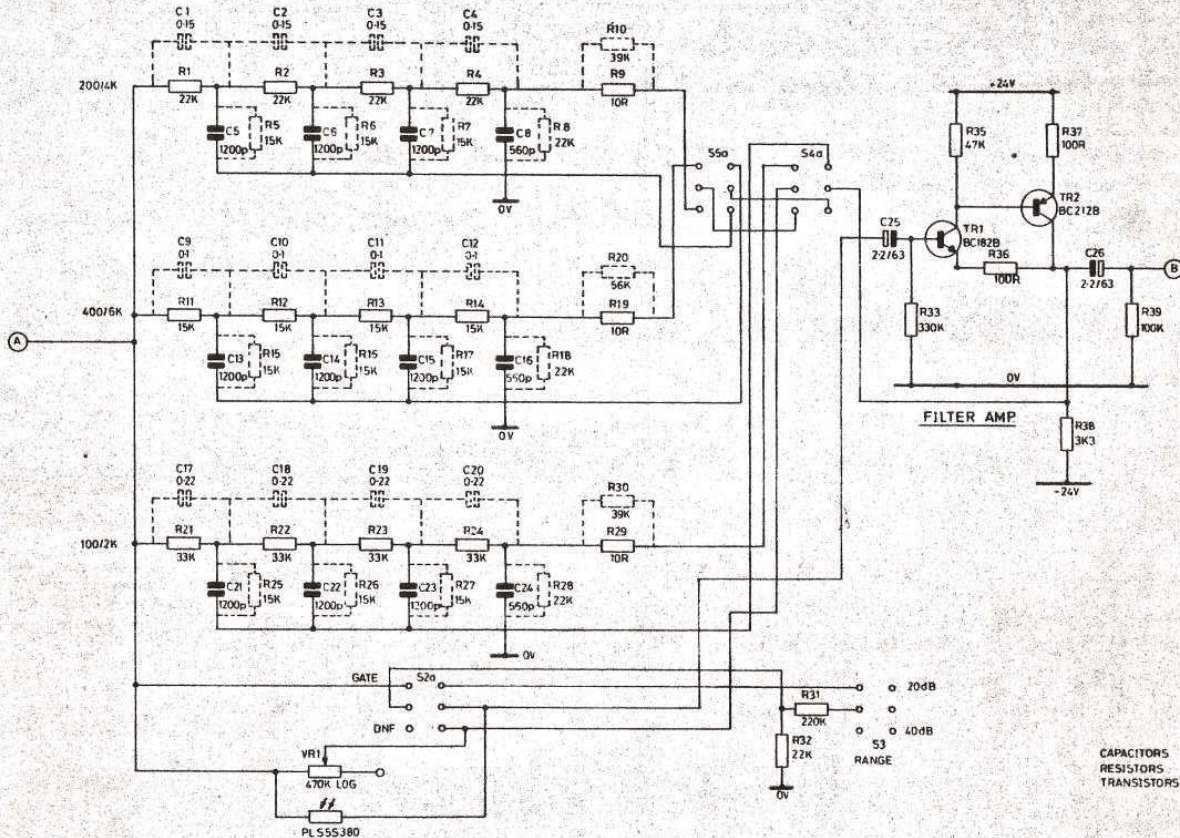 C1 C2 C3 C4
0·15 0·15 0·15 0·15
R10
39K
R1 R2 R3 R4 R9
200/4K
22K 22K 22K 22K 10R
C5 R5 C6 R6 C7 R7 C8 R8
1200p 15K 1200p 15K 1200p 15K 560p 22K
0V
S5a S4a
+24V
R35 R37
47K 100R
TR2
BC212B
C25 TR1
2·2/63 BC182B
R36 C26
100R 2·2/63
B
R33 R39
330K 100K
0V
FILTER AMP
R38
3K3
-24V
C9 C10 C11 C12
0·1 0·1 0·1 0·1
R20
56K
R11 R12 R13 R14 R19
400/6K
15K 15K 15K 15K 10R
A
C13 R15 C14 R15 C15 R17 C16 R18
1200p 15K 1200p 15K 1200p 15K 560p 22K
0V
C17 C18 C19 C20
0·22 0·22 0·22 0·22
R30
39K
R21 R22 R23 R24 R29
100/2K
33K 33K 33K 33K 10R
C21 R25 C22 R26 C23 R27 C24 R28
1200p 15K 1200p 15K 1200p 15K 560p 22K
0V
GATE S2a
DNF
R31 20dB
220K
R32 40dB
22K S3
RANGE
0V
VR1
470K LOG
PL5S380
CAPACITORS
RESISTORS
TRANSISTORS